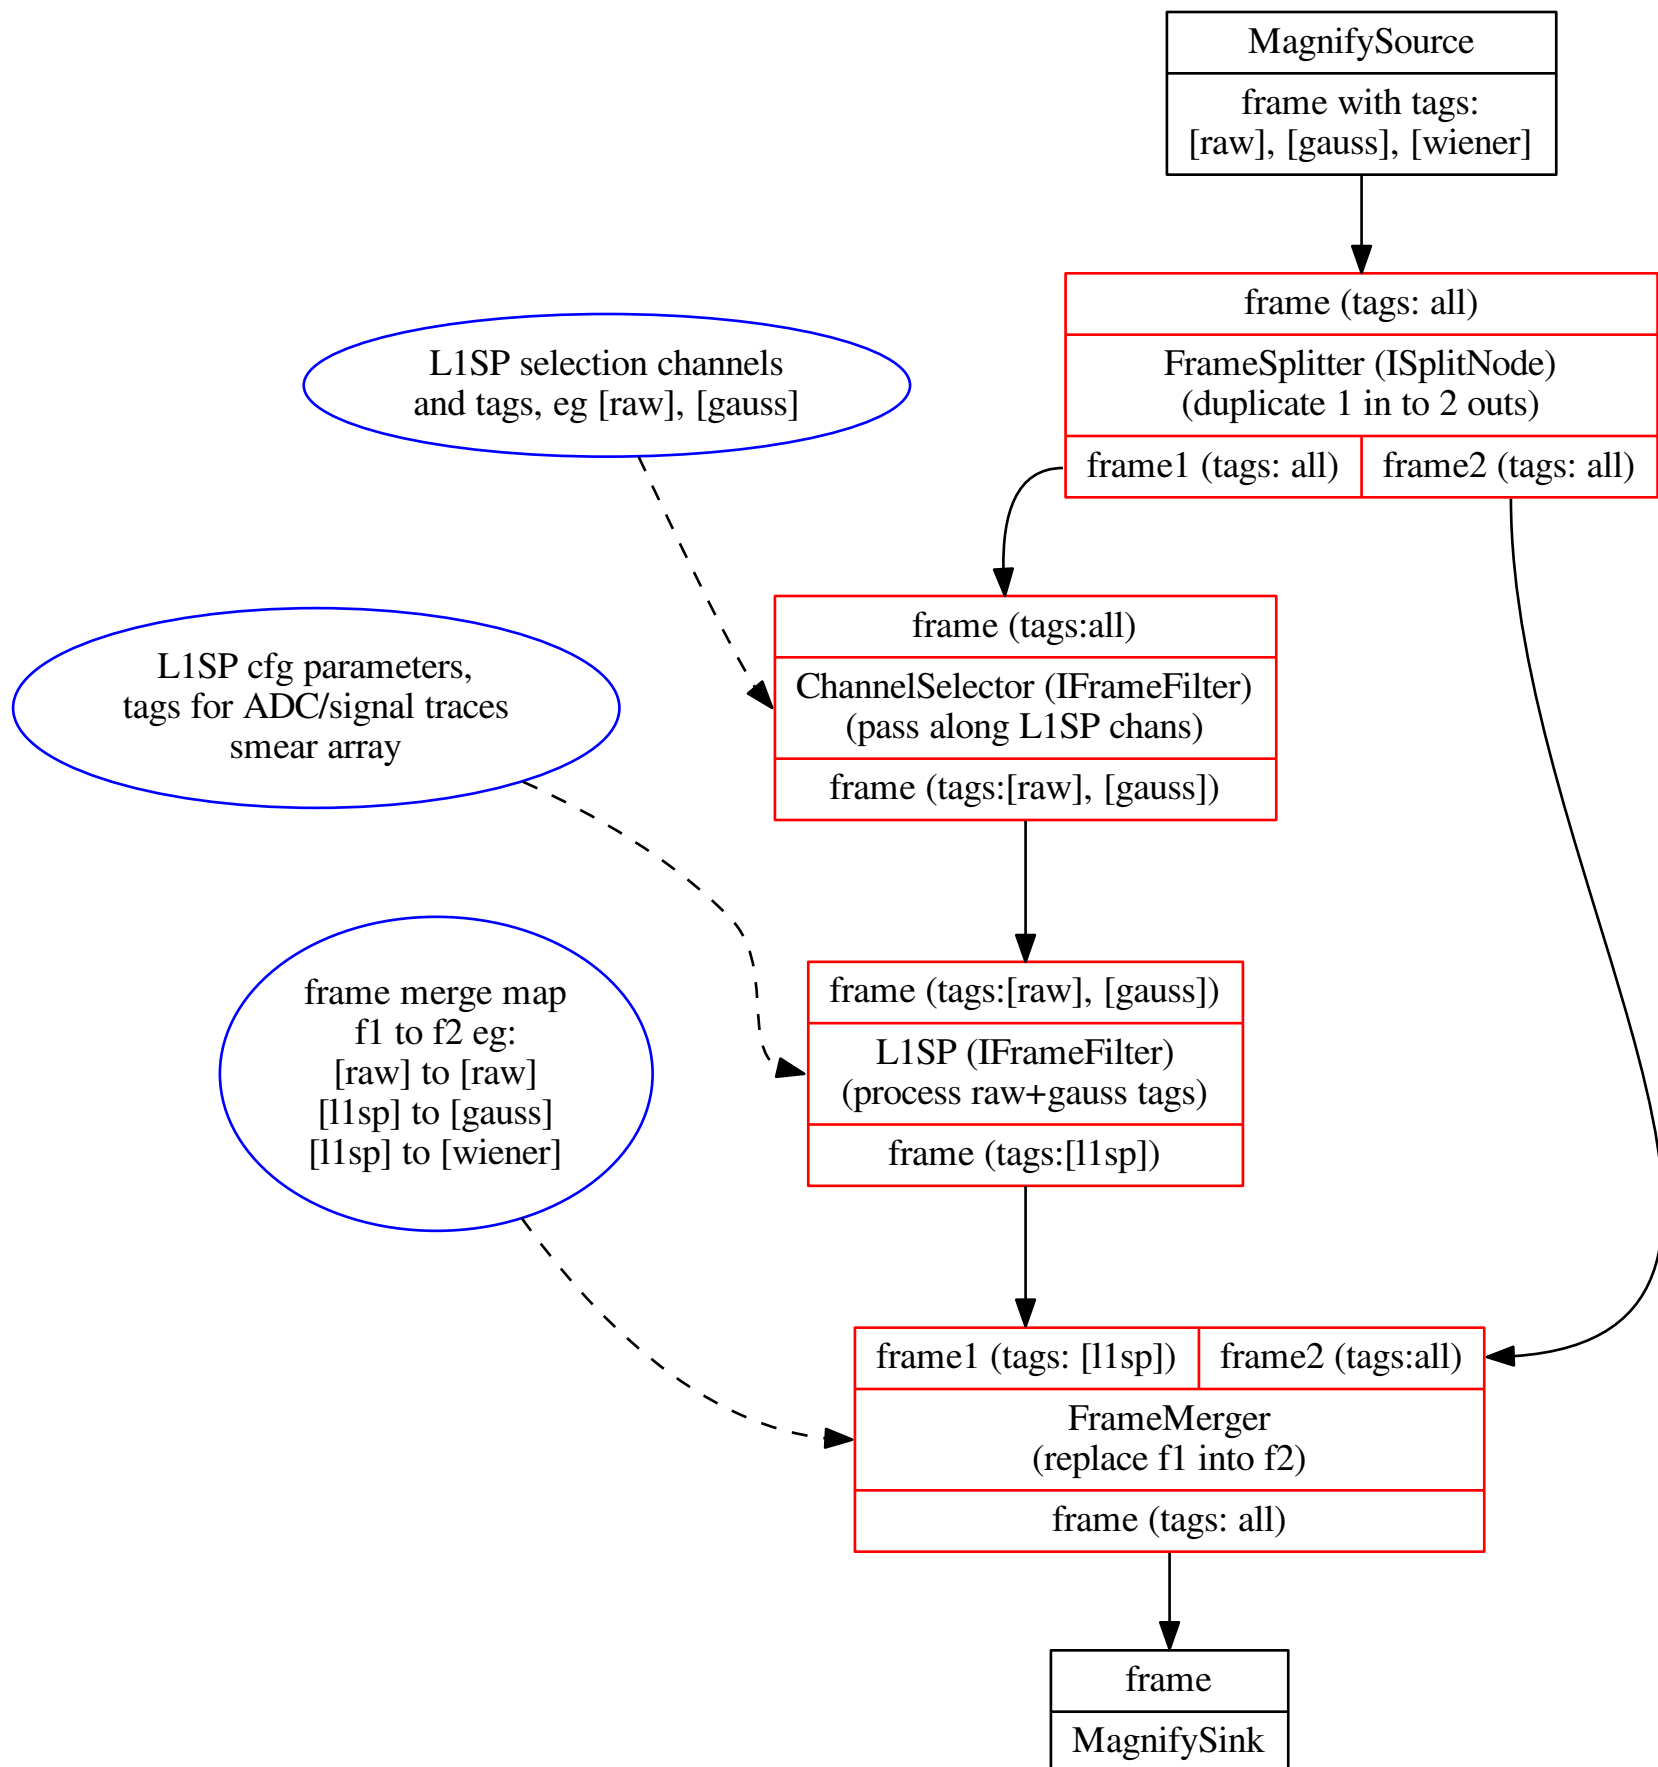 MagnifySource
frame with tags:
[raw], [gauss], [wiener]
frame (tags: all)
FrameSplitter (ISplitNode)
(duplicate 1 in to 2 outs)
frame1 (tags: all)
frame2 (tags: all)
L1SP selection channels
and tags, eg [raw], [gauss]
frame (tags:all)
ChannelSelector (IFrameFilter)
(pass along L1SP chans)
frame (tags:[raw], [gauss])
L1SP cfg parameters,
tags for ADC/signal traces
smear array
frame (tags:[raw], [gauss])
L1SP (IFrameFilter)
(process raw+gauss tags)
frame (tags:[l1sp])
frame merge map
f1 to f2 eg:
[raw] to [raw]
[l1sp] to [gauss]
[l1sp] to [wiener]
frame1 (tags: [l1sp])
frame2 (tags:all)
FrameMerger
(replace f1 into f2)
frame (tags: all)
frame
MagnifySink